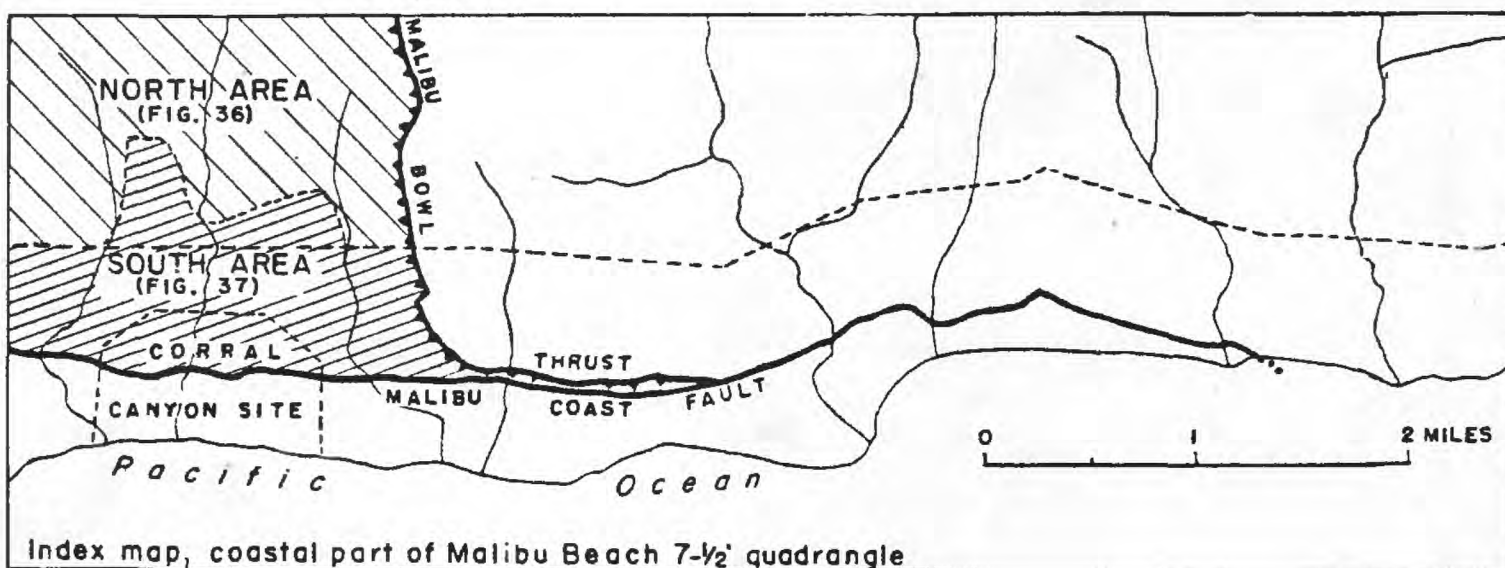 MALIBU
BOWL
THRUST
NORTH AREA
(FIG. 36)
SOUTH AREA
(FIG. 37)
CORRAL
CANYON SITE
MALIBU
COAST
FAULT
0 1 2 MILES
Pacific
Ocean
Index map, coastal part of Malibu Beach 7-½' quadrangle